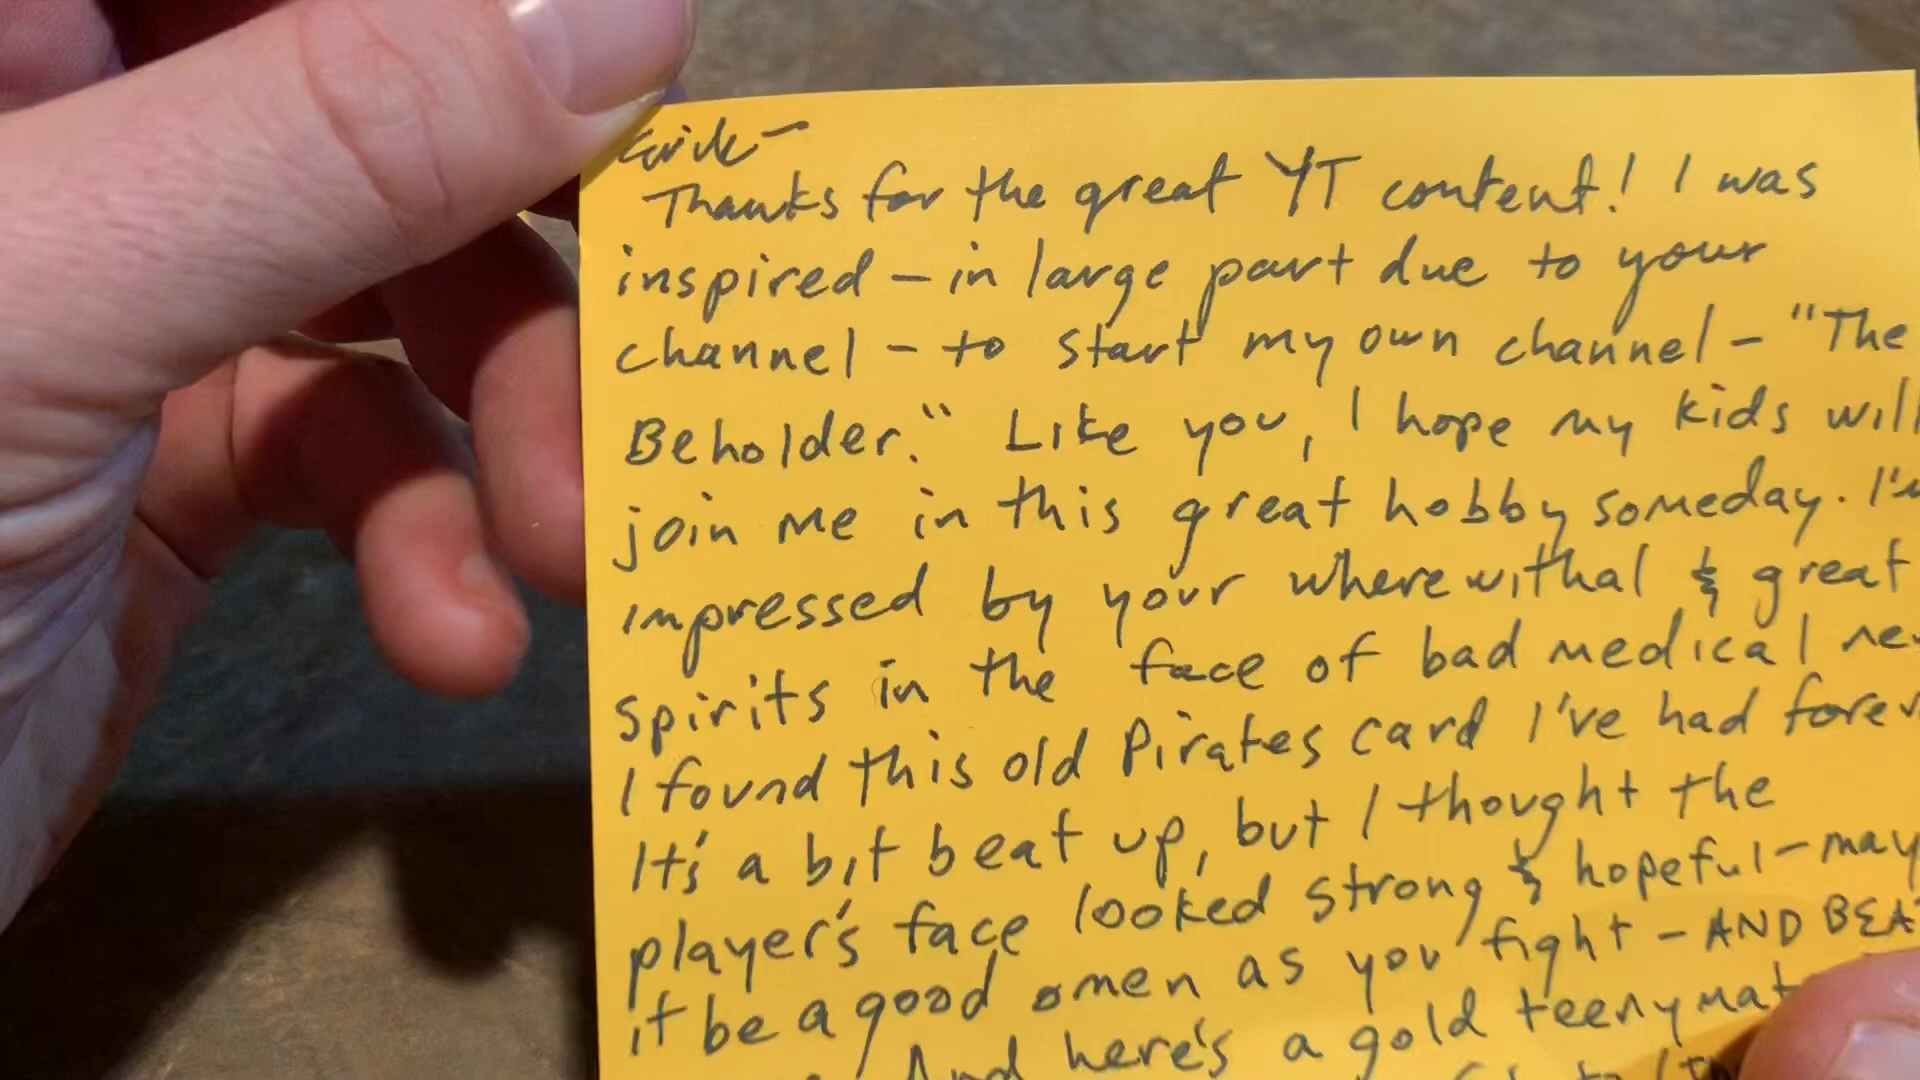 Erik-
Thanks for the great YT content! I was
inspired - in large part due to your
channel - to start my own channel - "The
Beholder." Like you, I hope my kids will
join me in this great hobby someday. I'm
impressed by your wherewithal & great
spirits in the face of bad medical
I found this old Pirates card I've had
It's a bit beat up, but I thought the
player's face looked strong & hopeful - may
it be a good omen as you fight - AND
And here's a gold